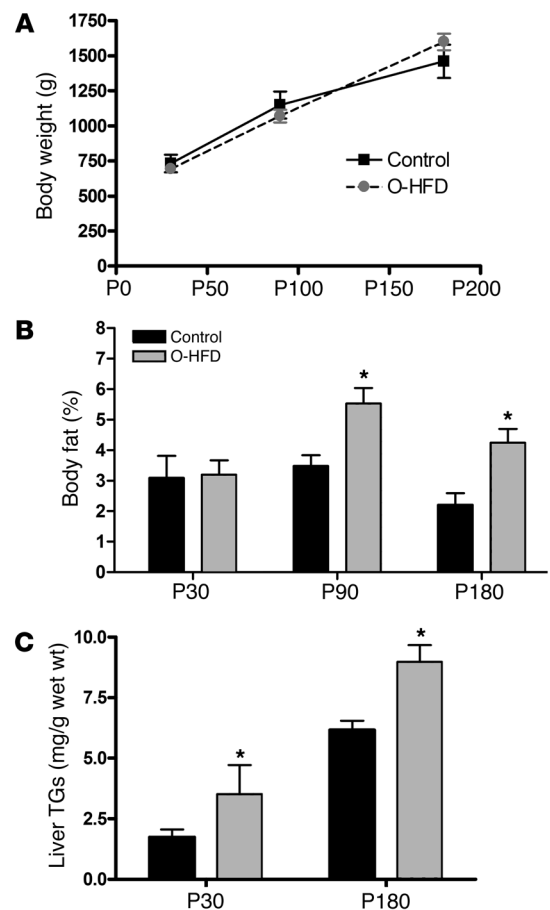 A
Body weight (g)
1750
1500
1250
1000
750
500
250
0
Control
O-HFD
P0 P50 P100 P150 P200
B
Body fat (%)
8
7
6
5
4
3
2
1
0
Control
O-HFD
*
*
P30 P90 P180
C
Liver TGs (mg/g wet wt)
10.0
7.5
5.0
2.5
0.0
*
*
P30 P180